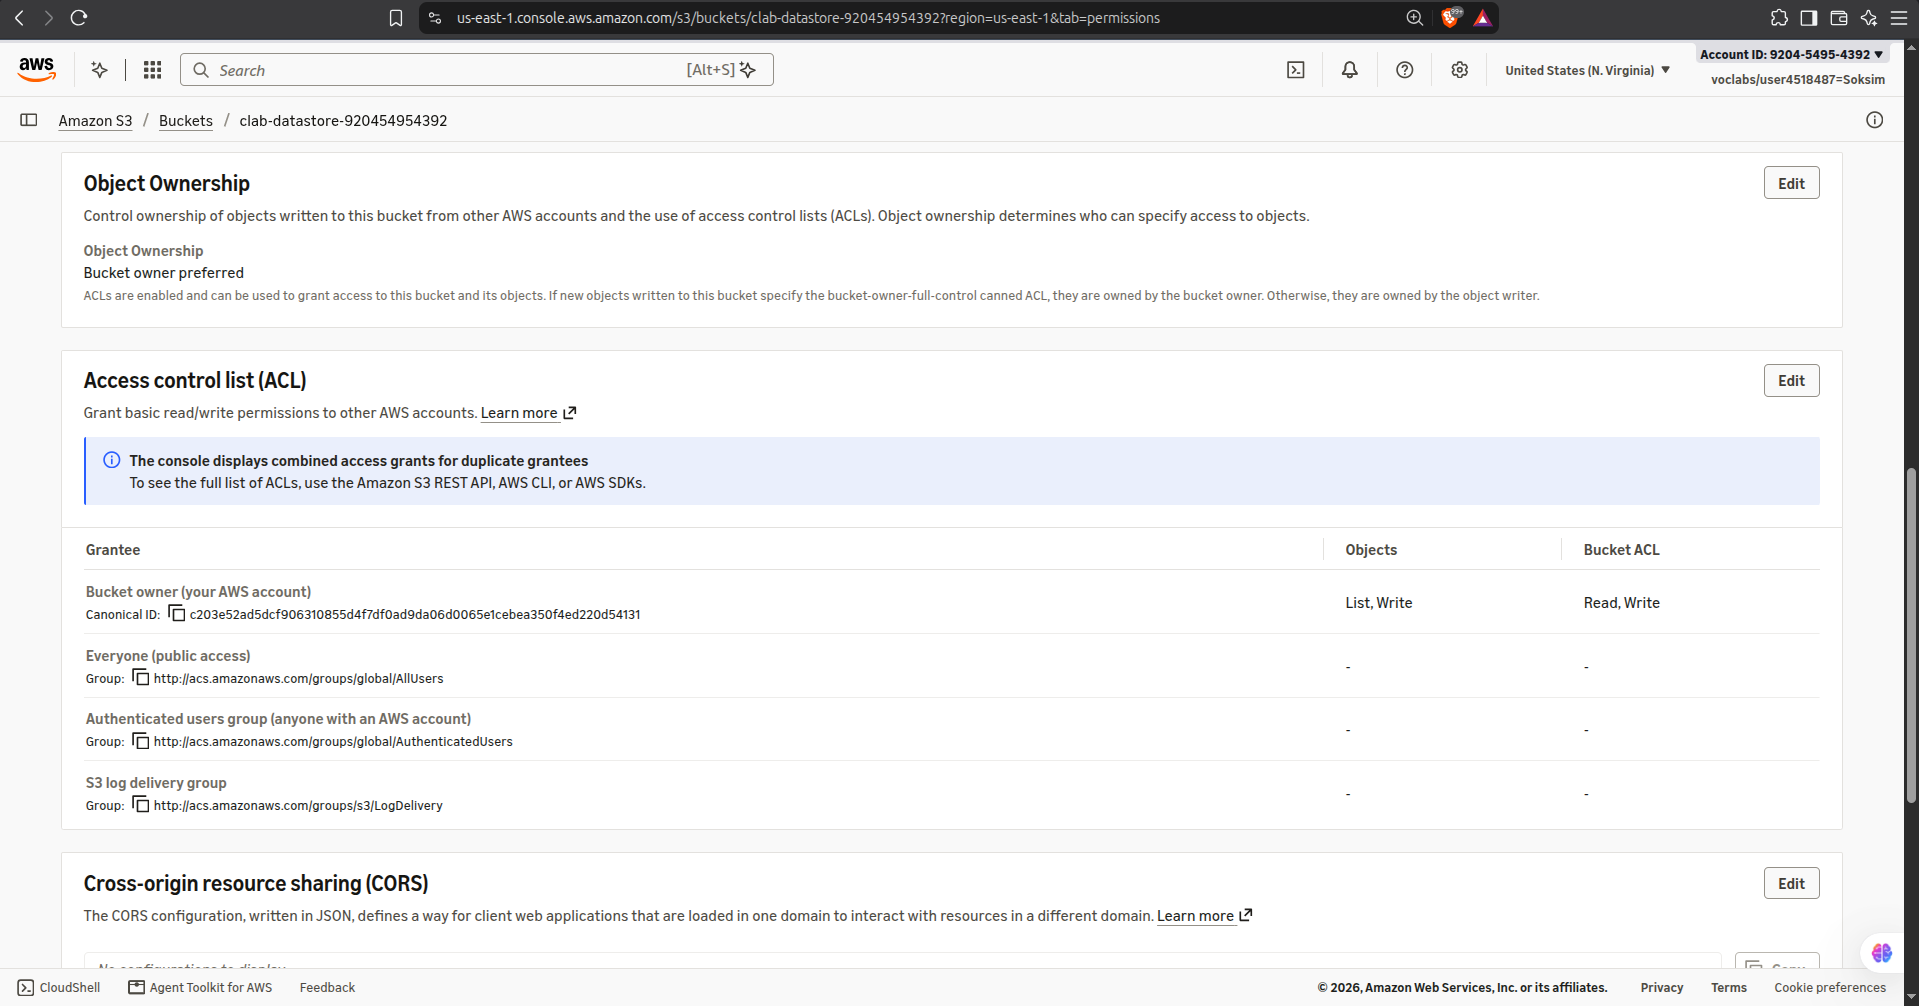 us-east-1.console.aws.amazon.com/s3/buckets/clab-datastore-920454954392?region=us-east-1&tab=permissions
99+
aws
Search [Alt+S]
United States (N. Virginia)
Account ID: 9204-5495-4392
voclabs/user4518487=Soksim
Amazon S3 / Buckets / clab-datastore-920454954392
Object Ownership
Edit
Control ownership of objects written to this bucket from other AWS accounts and the use of access control lists (ACLs). Object ownership determines who can specify access to objects.
Object Ownership
Bucket owner preferred
ACLs are enabled and can be used to grant access to this bucket and its objects. If new objects written to this bucket specify the bucket-owner-full-control canned ACL, they are owned by the bucket owner. Otherwise, they are owned by the object writer.
Access control list (ACL)
Edit
Grant basic read/write permissions to other AWS accounts. Learn more
The console displays combined access grants for duplicate grantees
To see the full list of ACLs, use the Amazon S3 REST API, AWS CLI, or AWS SDKs.
Grantee Objects Bucket ACL
Bucket owner (your AWS account)
Canonical ID: c203e52ad5dcf906310855d4f7df0ad9da06d0065e1cebea350f4ed220d54131
List, Write Read, Write
Everyone (public access)
Group: http://acs.amazonaws.com/groups/global/AllUsers
- -
Authenticated users group (anyone with an AWS account)
Group: http://acs.amazonaws.com/groups/global/AuthenticatedUsers
- -
S3 log delivery group
Group: http://acs.amazonaws.com/groups/s3/LogDelivery
- -
Cross-origin resource sharing (CORS)
Edit
The CORS configuration, written in JSON, defines a way for client web applications that are loaded in one domain to interact with resources in a different domain. Learn more
No configurations to display
Copy
CloudShell Agent Toolkit for AWS Feedback
© 2026, Amazon Web Services, Inc. or its affiliates. Privacy Terms Cookie preferences